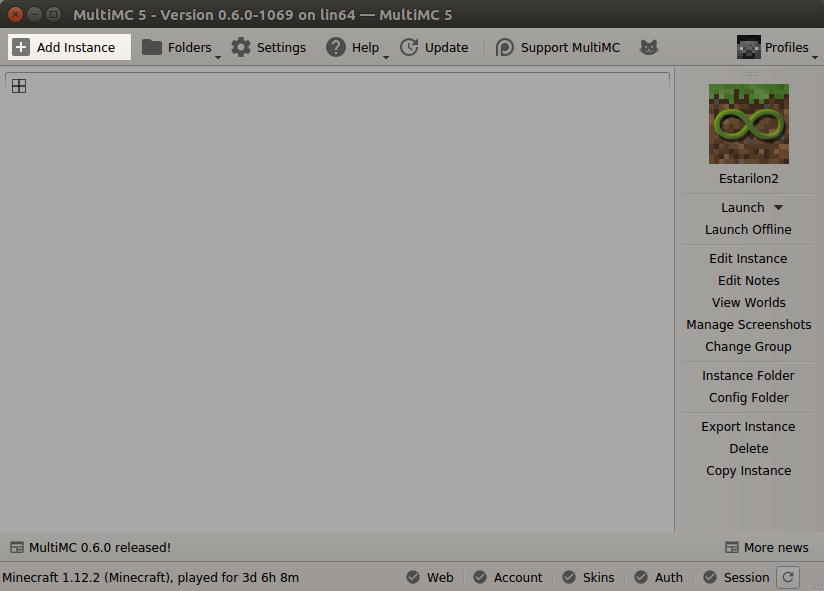 MultiMC 5 - Version 0.6.0-1069 on lin64 — MultiMC 5
Add Instance Folders Settings Help Update Support MultiMC Profiles
Estarilon2
Launch
Launch Offline
Edit Instance
Edit Notes
View Worlds
Manage Screenshots
Change Group
Instance Folder
Config Folder
Export Instance
Delete
Copy Instance
MultiMC 0.6.0 released! More news
Minecraft 1.12.2 (Minecraft), played for 3d 6h 8m Web Account Skins Auth Session